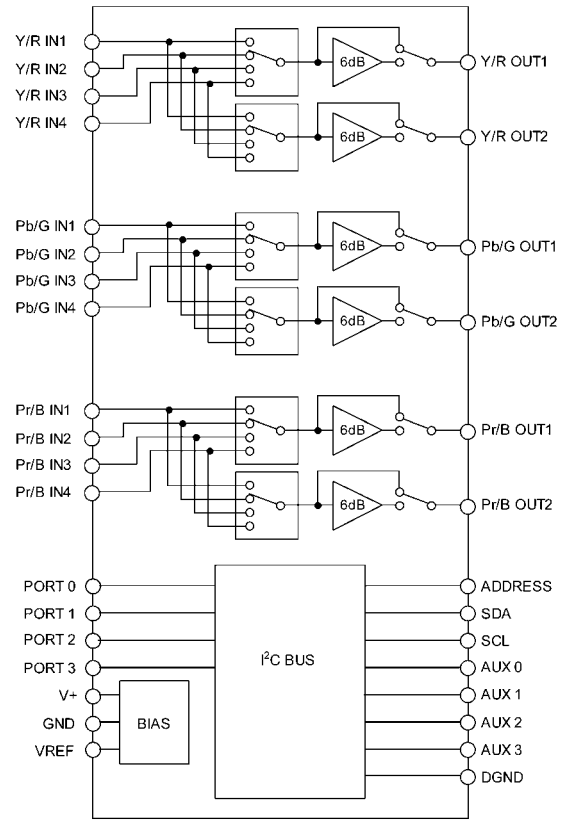 Y/R IN1
Y/R IN2
Y/R IN3
Y/R IN4
6dB
Y/R OUT1
6dB
Y/R OUT2
Pb/G IN1
Pb/G IN2
Pb/G IN3
Pb/G IN4
6dB
Pb/G OUT1
6dB
Pb/G OUT2
Pr/B IN1
Pr/B IN2
Pr/B IN3
Pr/B IN4
6dB
Pr/B OUT1
6dB
Pr/B OUT2
PORT 0
PORT 1
PORT 2
PORT 3
V+
GND
VREF
BIAS
I²C BUS
ADDRESS
SDA
SCL
AUX 0
AUX 1
AUX 2
AUX 3
DGND